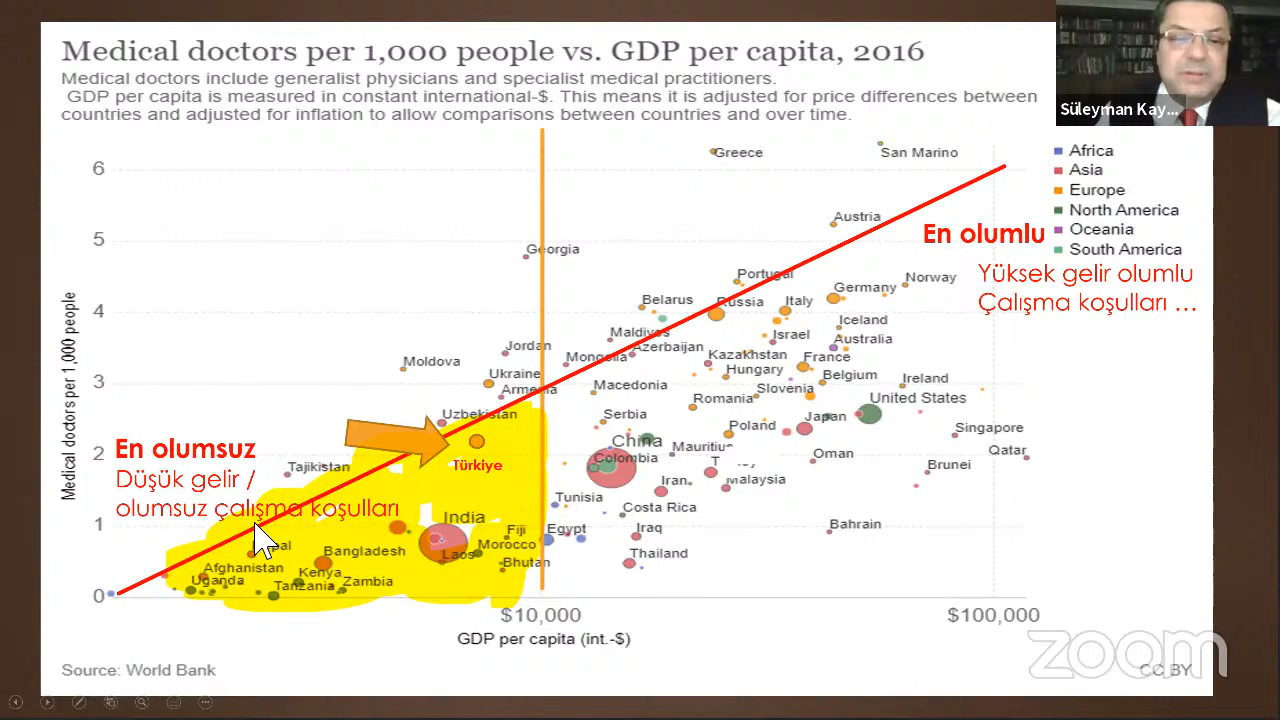 Medical doctors per 1,000 people vs. GDP per capita, 2016
Medical doctors include generalist physicians and specialist medical practitioners.
GDP per capita is measured in constant international-$. This means it is adjusted for price differences between
countries and adjusted for inflation to allow comparisons between countries and over time.
Süleyman Kay...
Africa
Asia
Europe
North America
Oceania
South America
En olumlu
Yüksek gelir olumlu
Çalışma koşulları ...
En olumsuz
Düşük gelir /
olumsuz çalışma koşulları
Türkiye
Medical doctors per 1,000 people
6
5
4
3
2
1
0
Greece
San Marino
Austria
Georgia
Portugal
Norway
Germany
Belarus
Russia
Italy
Iceland
Maldives
Israel
Australia
Jordan
Azerbaijan
Mongolia
Kazakhstan
France
Moldova
Hungary
Ukraine
Belgium
Ireland
Armenia
Macedonia
Slovenia
United States
Romania
Uzbekistan
Serbia
Japan
Poland
Singapore
China
Mauritius
Qatar
Oman
Colombia
Brunei
Tajikistan
T
Iran
Malaysia
Tunisia
Costa Rica
India
Bahrain
Fiji
Egypt
Iraq
Morocco
Bangladesh
Laos
Thailand
Bhutan
Afghanistan
Kenya
Uganda
Tanzania
Zambia
$10,000
$100,000
GDP per capita (int.-$)
Source: World Bank
CC BY
zoom